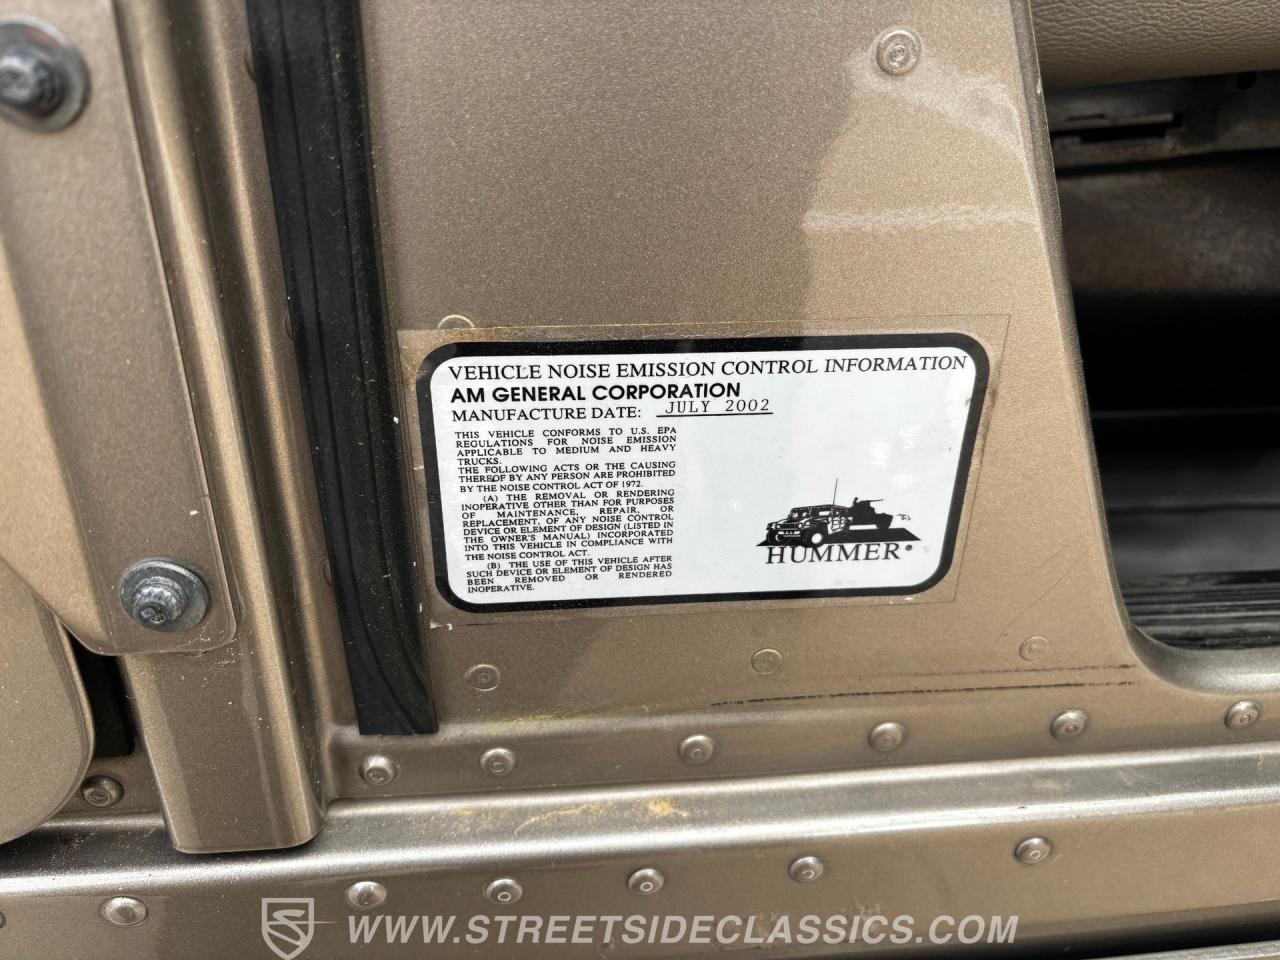 VEHICLE NOISE EMISSION CONTROL INFORMATION
AM GENERAL CORPORATION
MANUFACTURE DATE: JULY 2002
THIS VEHICLE CONFORMS TO U.S. EPA
REGULATIONS FOR NOISE EMISSION
APPLICABLE TO MEDIUM AND HEAVY
TRUCKS.
THE FOLLOWING ACTS OR THE CAUSING
THEREOF BY ANY PERSON ARE PROHIBITED
BY THE NOISE CONTROL ACT OF 1972.
(A) THE REMOVAL OR RENDERING
INOPERATIVE OTHER THAN FOR PURPOSES
OF MAINTENANCE, REPAIR, OR
REPLACEMENT, OF ANY NOISE CONTROL
DEVICE OR ELEMENT OF DESIGN (LISTED IN
THE OWNER'S MANUAL) INCORPORATED
INTO THIS VEHICLE IN COMPLIANCE WITH
THE NOISE CONTROL ACT.
(B) THE USE OF THIS VEHICLE AFTER
SUCH DEVICE OR ELEMENT OF DESIGN HAS
BEEN REMOVED OR RENDERED
INOPERATIVE.
HUMMER®
WWW.STREETSIDECLASSICS.COM